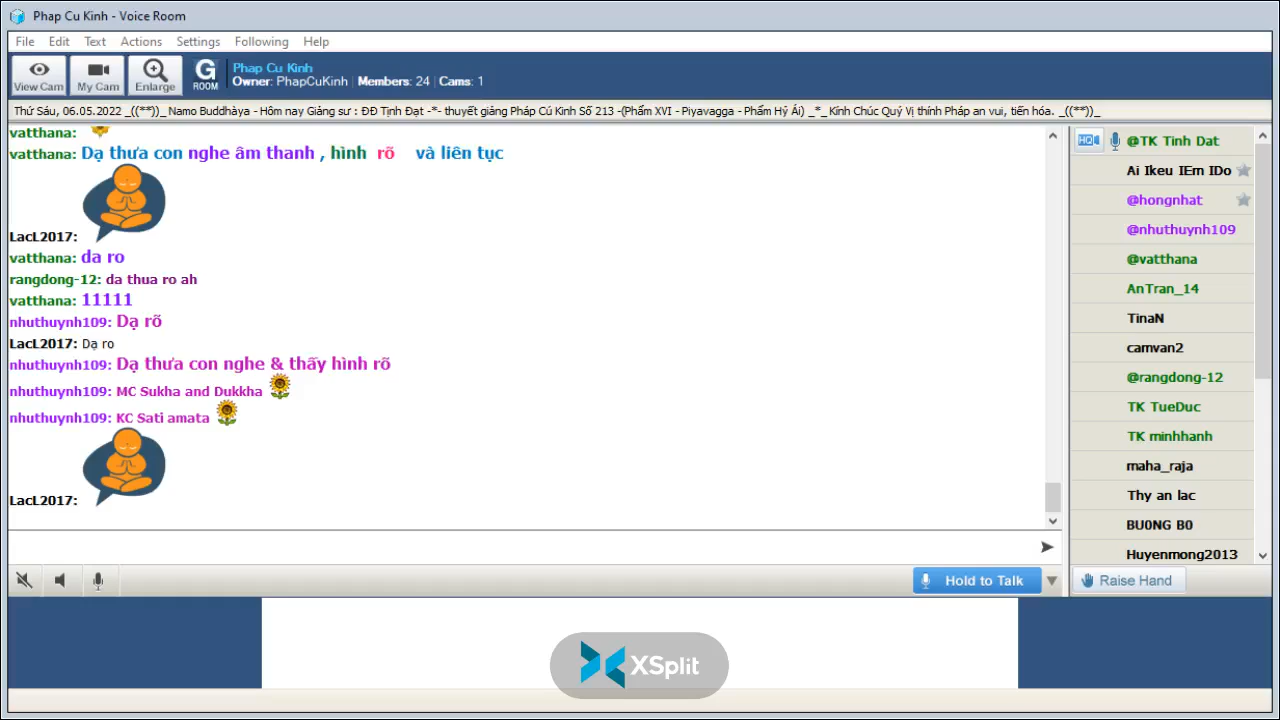 Phap Cu Kinh - Voice Room
File Edit Text Actions Settings Following Help
View Cam My Cam Enlarge G ROOM
Phap Cu Kinh
Owner: PhapCuKinh | Members: 24 | Cams: 1
Thứ Sáu, 06.05.2022 _((**))_ Namo Buddhàya - Hôm nay Giảng sư : ĐĐ Tịnh Đạt -*- thuyết giảng Pháp Cú Kinh Số 213 -(Phẩm XVI - Piyavagga - Phẩm Hỷ Ái) _*_ Kính Chúc Quý Vị thính Pháp an vui, tiến hóa. _((**))_
vatthana:
vatthana: Dạ thưa con nghe âm thanh , hình rõ và liên tục
LacL2017:
vatthana: da ro
rangdong-12: da thua ro ah
vatthana: 11111
nhuthuynh109: Dạ rõ
LacL2017: Dạ ro
nhuthuynh109: Dạ thưa con nghe & thấy hình rõ
nhuthuynh109: MC Sukha and Dukkha
nhuthuynh109: KC Sati amata
LacL2017:
HD @TK Tinh Dat
Ai Ikeu IEm IDo
@hongnhat
@nhuthuynh109
@vatthana
AnTran_14
TinaN
camvan2
@rangdong-12
TK TueDuc
TK minhhanh
maha_raja
Thy an lac
BU0NG B0
Huyenmong2013
Hold to Talk
Raise Hand
XSplit